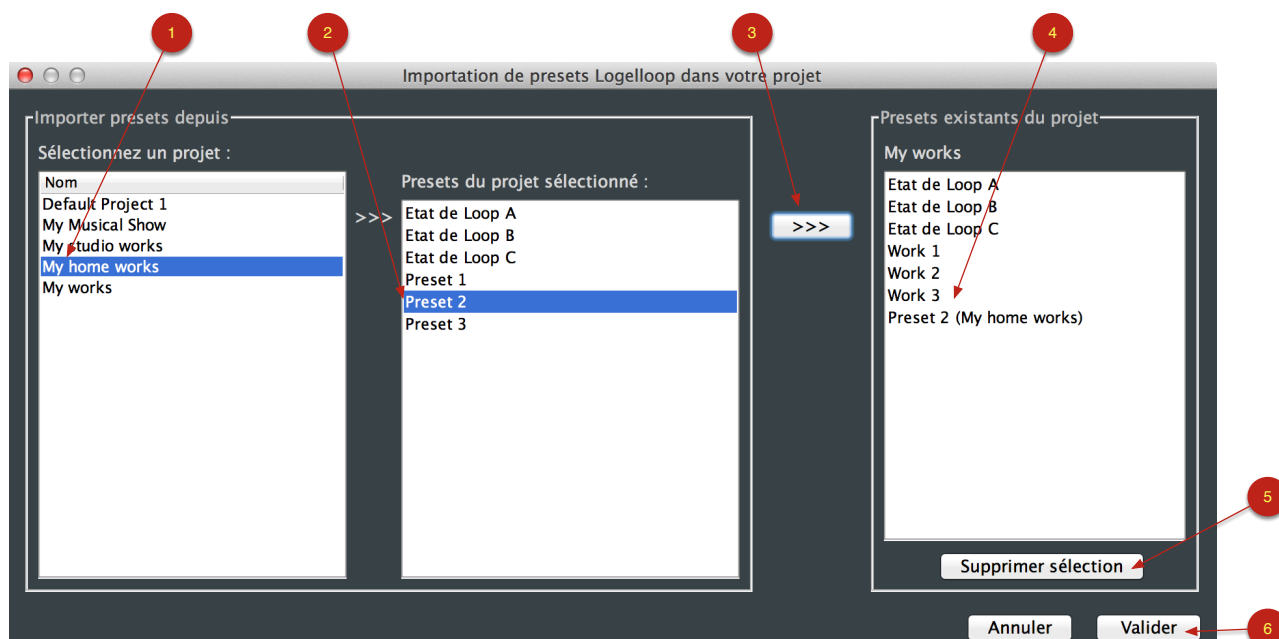 1
2
3
4
Importation de presets Logelloop dans votre projet
Importer presets depuis
Sélectionnez un projet :
Nom
Default Project 1
My Musical Show
My studio works
My home works
My works
>>>
Presets du projet sélectionné :
Etat de Loop A
Etat de Loop B
Etat de Loop C
Preset 1
Preset 2
Preset 3
>>>
Presets existants du projet
My works
Etat de Loop A
Etat de Loop B
Etat de Loop C
Work 1
Work 2
Work 3
Preset 2 (My home works)
5
Supprimer sélection
Annuler
Valider
6